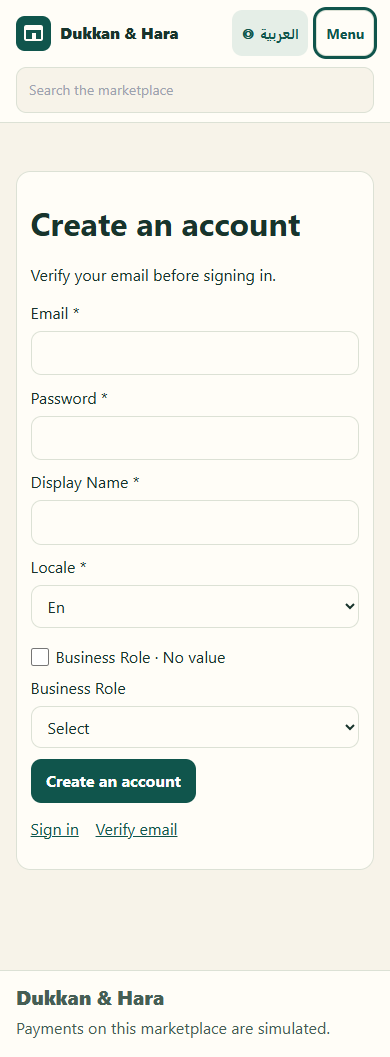 Dukkan & Hara
العربية
Menu
Search the marketplace
Create an account
Verify your email before signing in.
Email *
Password *
Display Name *
Locale *
En
Business Role · No value
Business Role
Select
Create an account
Sign in Verify email
Dukkan & Hara
Payments on this marketplace are simulated.